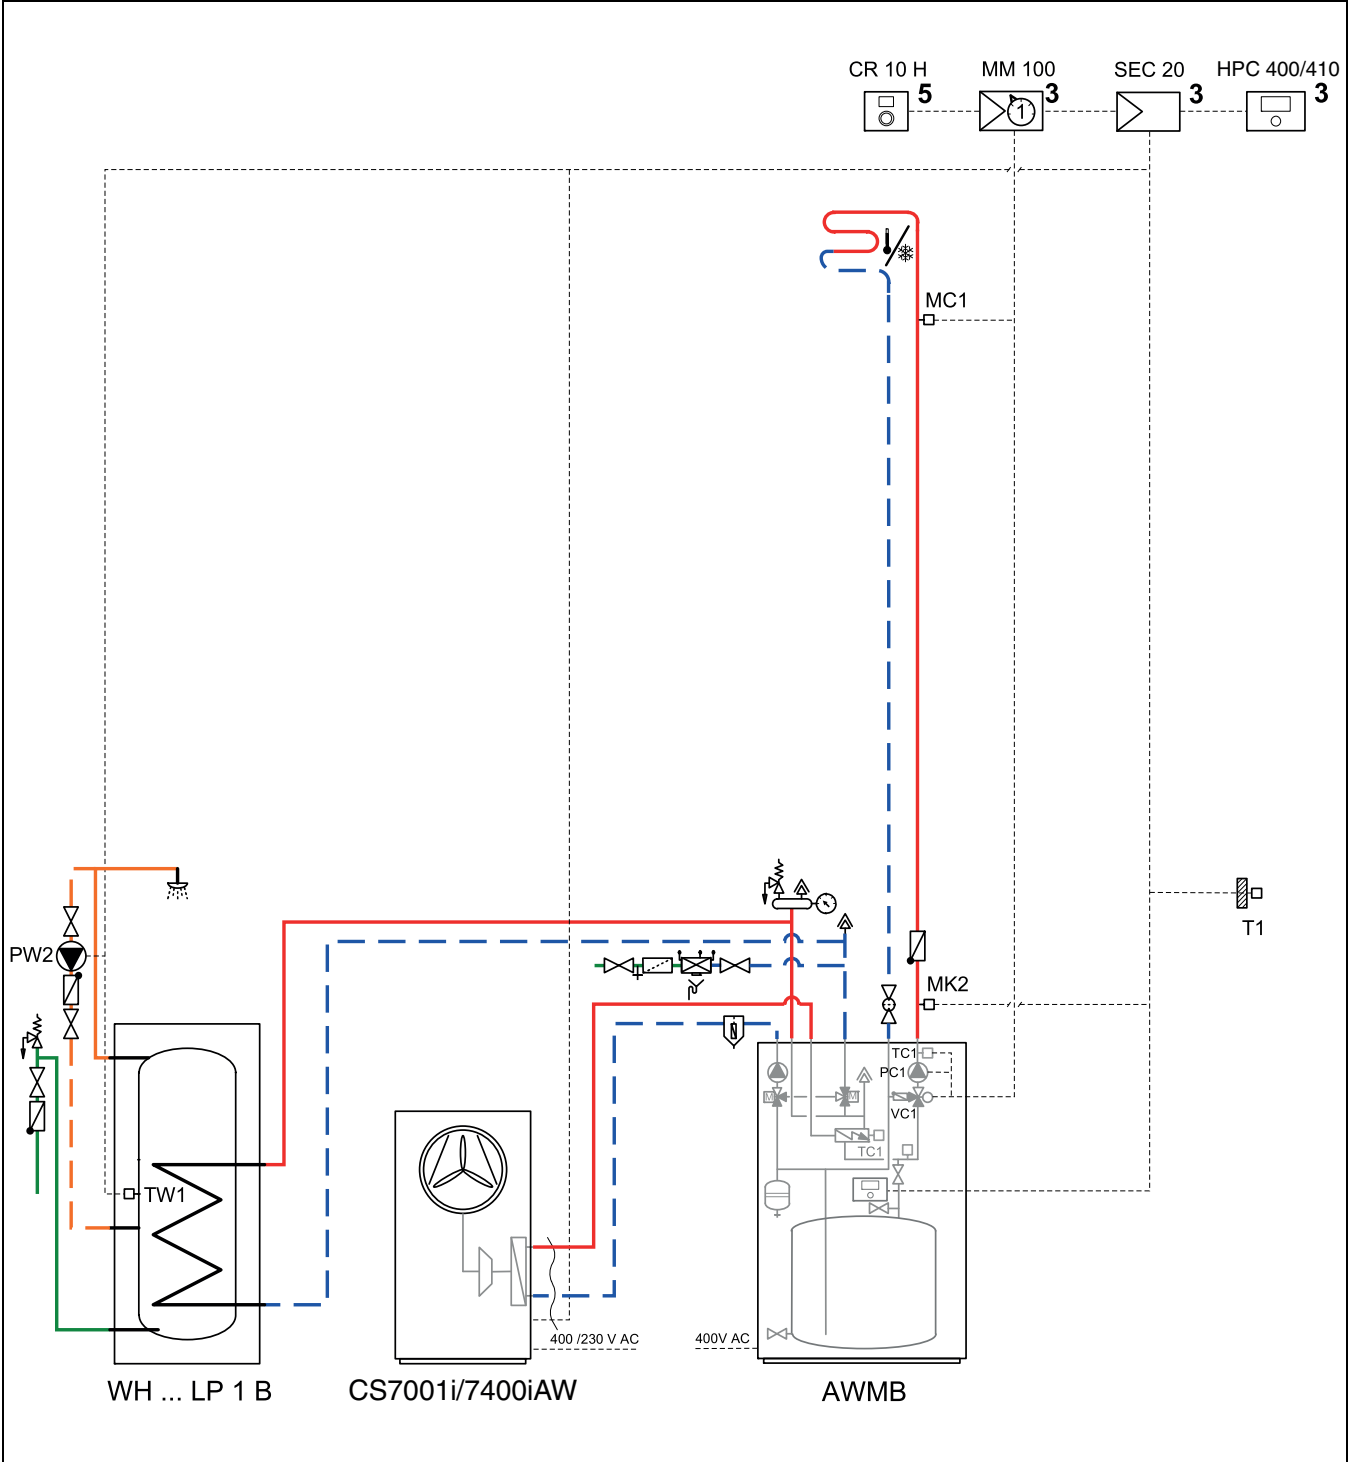 CR 10 H
MM 100
SEC 20
HPC 400/410
5
3
3
3
1
MC1
PW2
T1
MK2
TC1
PC1
M
M
VC1
TC1
TW1
400 /230 V AC
400V AC
WH ... LP 1 B
CS7001i/7400iAW
AWMB